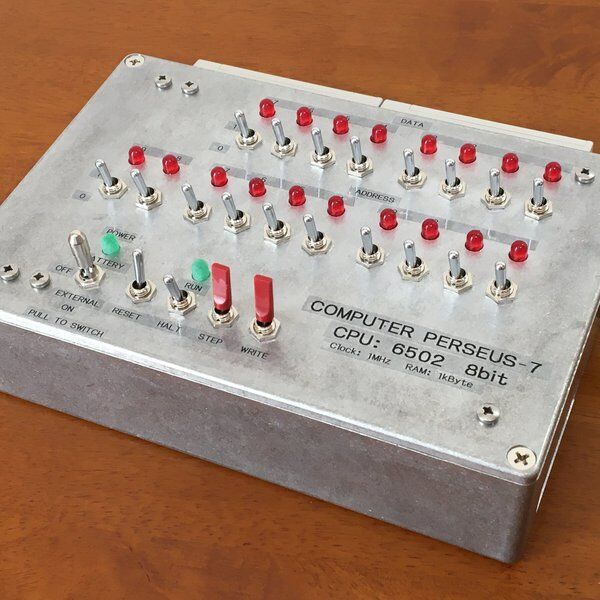 DATA
1
0
ADDRESS
0
POWER
OFF BATTERY
EXTERNAL
ON
PULL TO SWITCH
RESET
HALT
RUN
STEP
WRITE
COMPUTER PERSEUS-7
CPU: 6502 8bit
Clock: 1MHz RAM: 1kByte